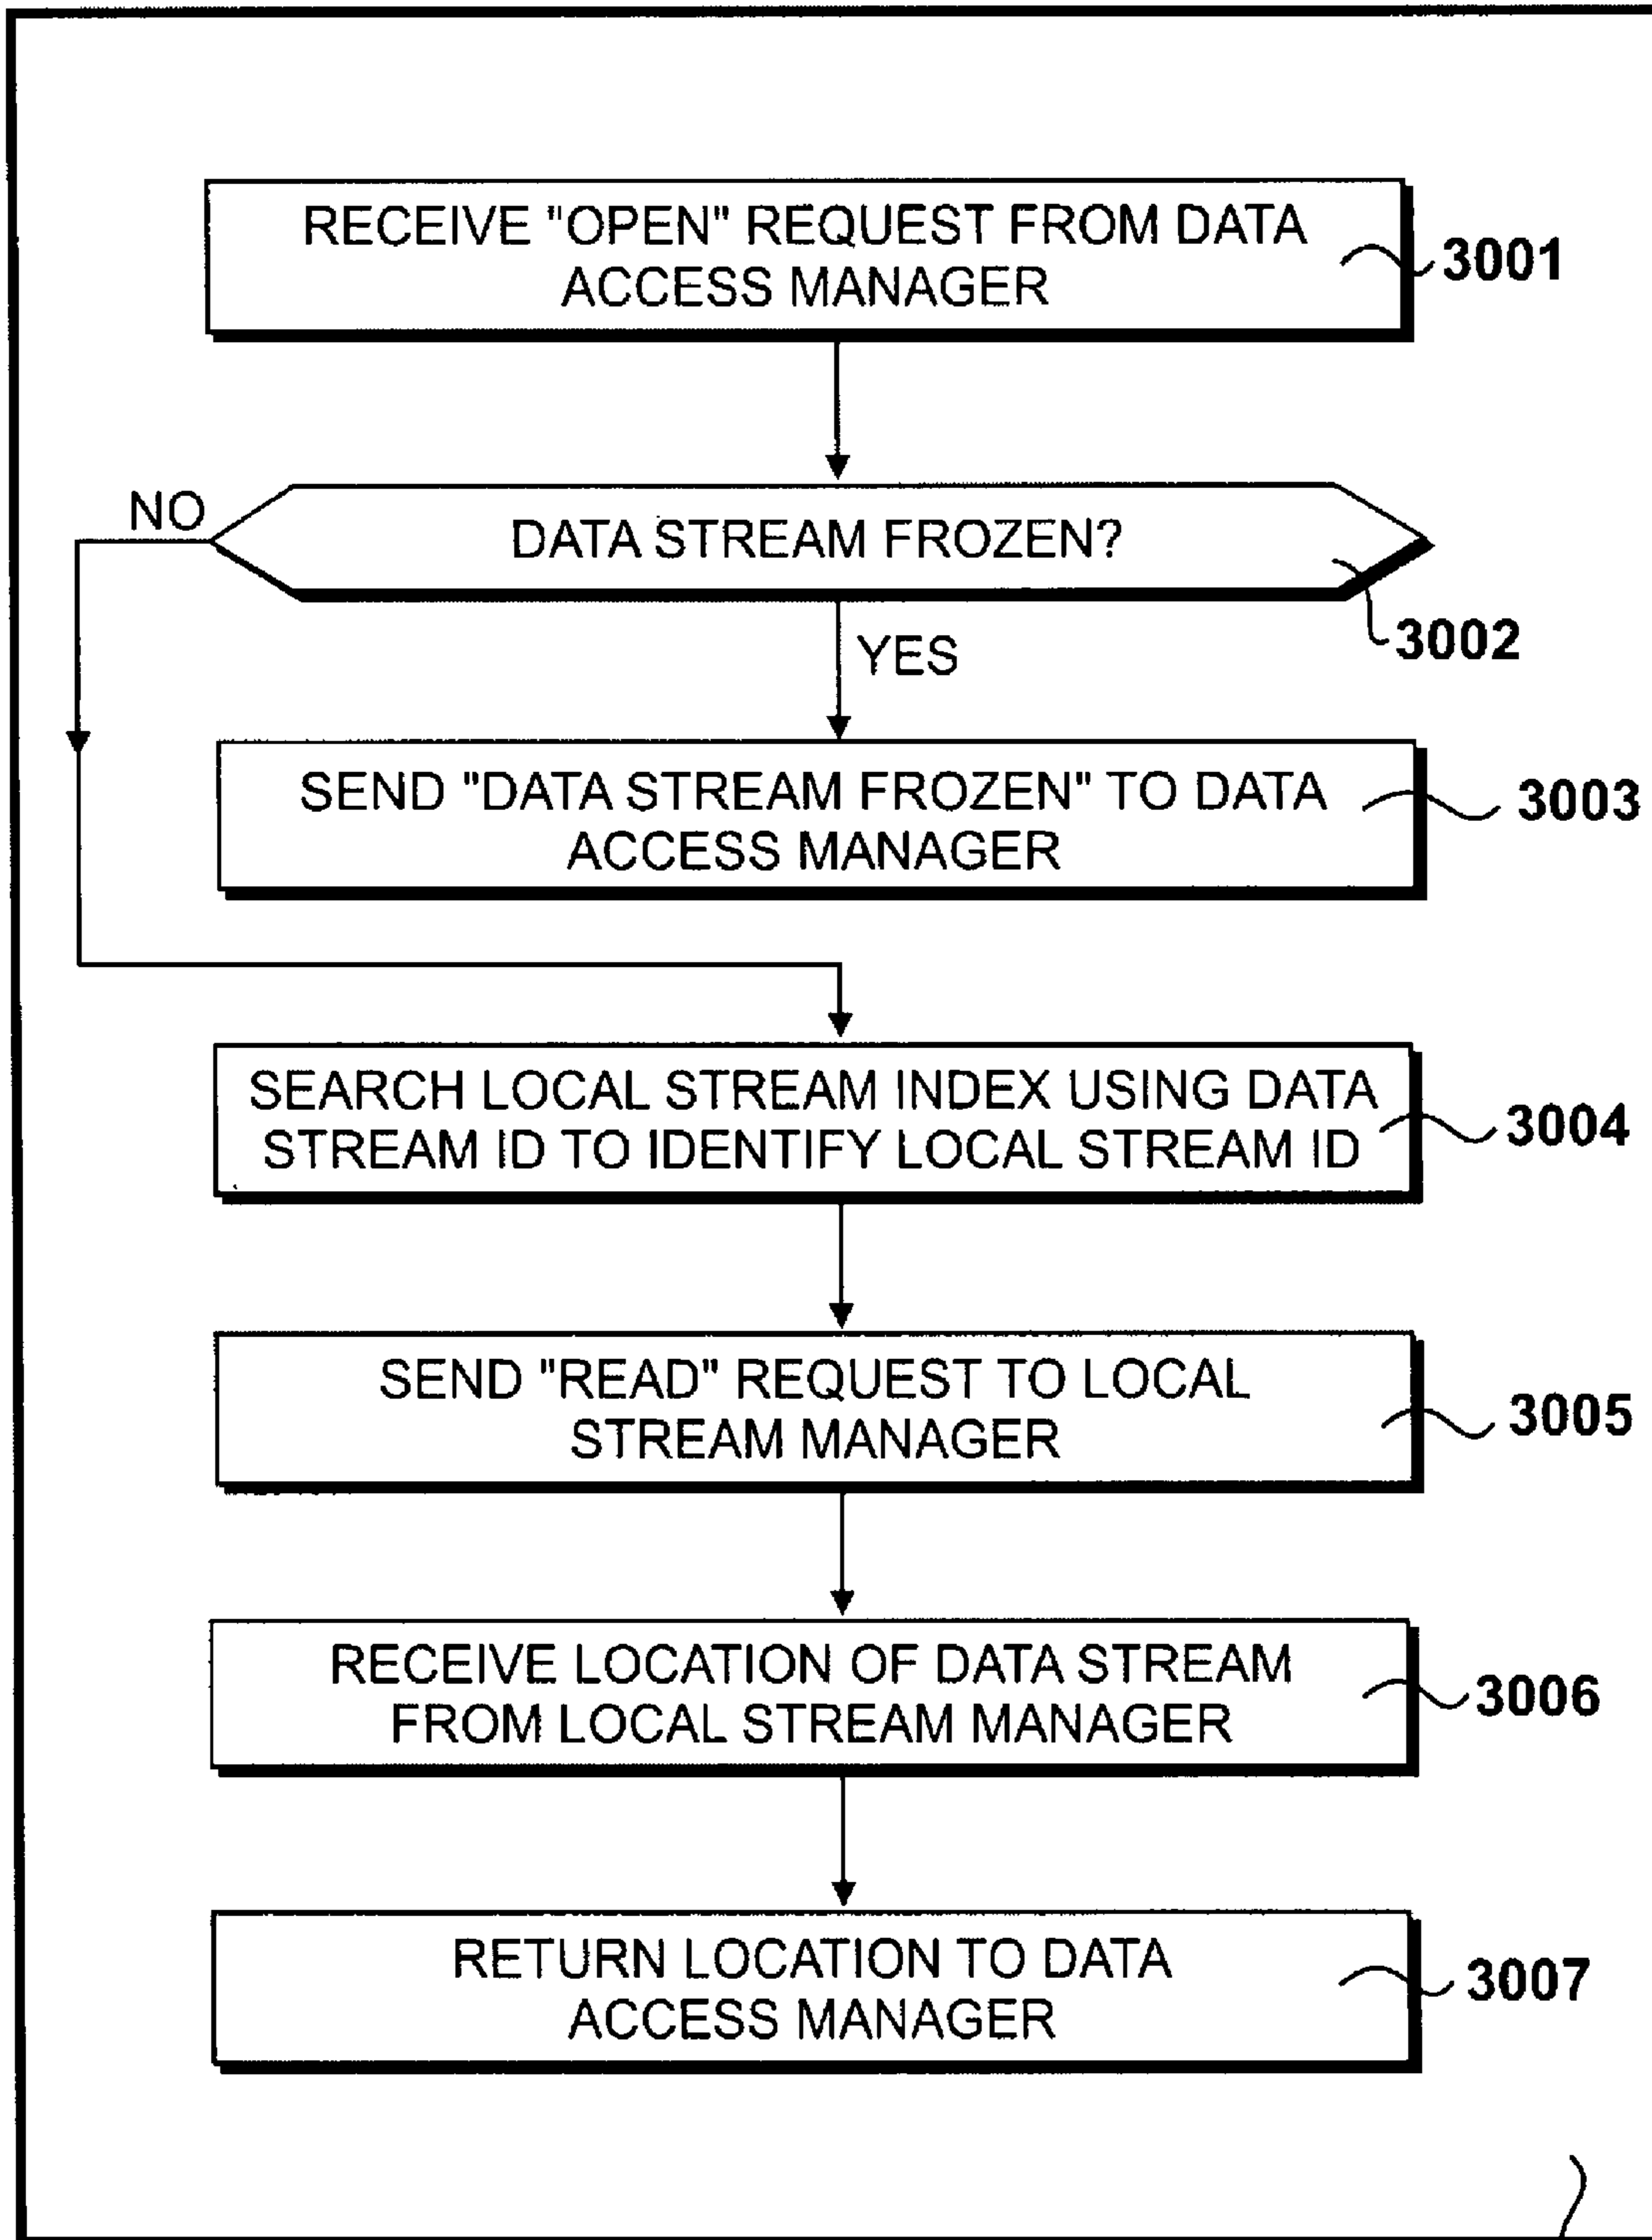 RECEIVE "OPEN" REQUEST FROM DATA
ACCESS MANAGER
3001
NO
DATA STREAM FROZEN?
3002
YES
SEND "DATA STREAM FROZEN" TO DATA
ACCESS MANAGER
3003
SEARCH LOCAL STREAM INDEX USING DATA
STREAM ID TO IDENTIFY LOCAL STREAM ID
3004
SEND "READ" REQUEST TO LOCAL
STREAM MANAGER
3005
RECEIVE LOCATION OF DATA STREAM
FROM LOCAL STREAM MANAGER
3006
RETURN LOCATION TO DATA
ACCESS MANAGER
3007